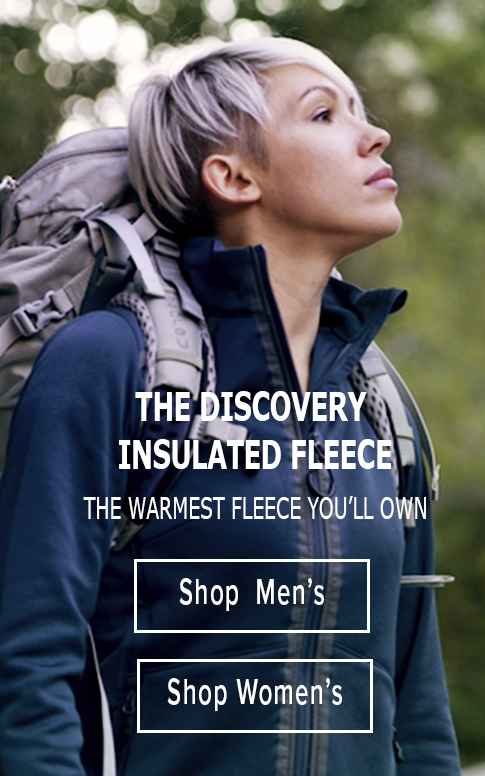 THE DISCOVERY
INSULATED FLEECE
THE WARMEST FLEECE YOU'LL OWN
Shop Men's
Shop Women's